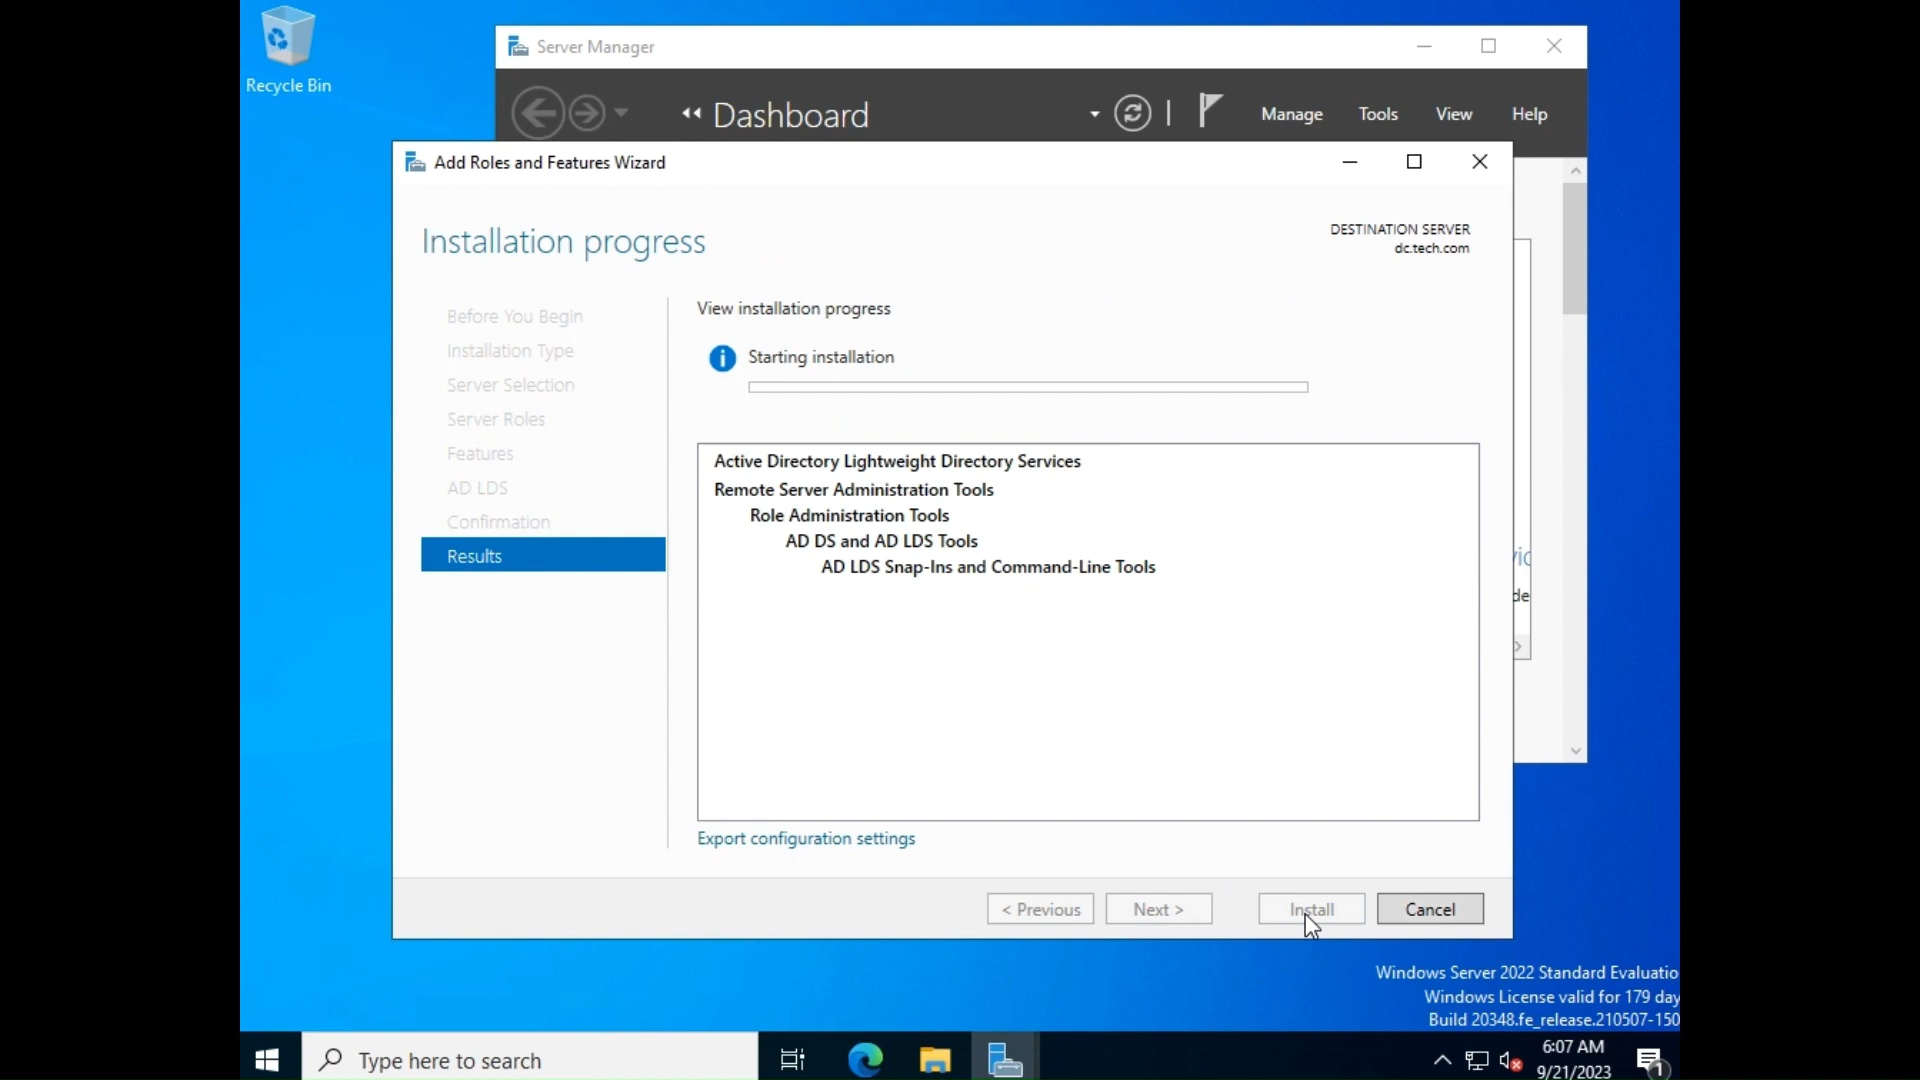 Recycle Bin
Server Manager
Dashboard
Manage
Tools
View
Help
Add Roles and Features Wizard
Installation progress
DESTINATION SERVER
dc.tech.com
Before You Begin
Installation Type
Server Selection
Server Roles
Features
AD LDS
Confirmation
Results
View installation progress
Starting installation
Active Directory Lightweight Directory Services
Remote Server Administration Tools
Role Administration Tools
AD DS and AD LDS Tools
AD LDS Snap-Ins and Command-Line Tools
Export configuration settings
< Previous
Next >
Install
Cancel
Windows Server 2022 Standard Evaluatio
Windows License valid for 179 day
Build 20348.fe_release.210507-150
Type here to search
6:07 AM
9/21/2023
1